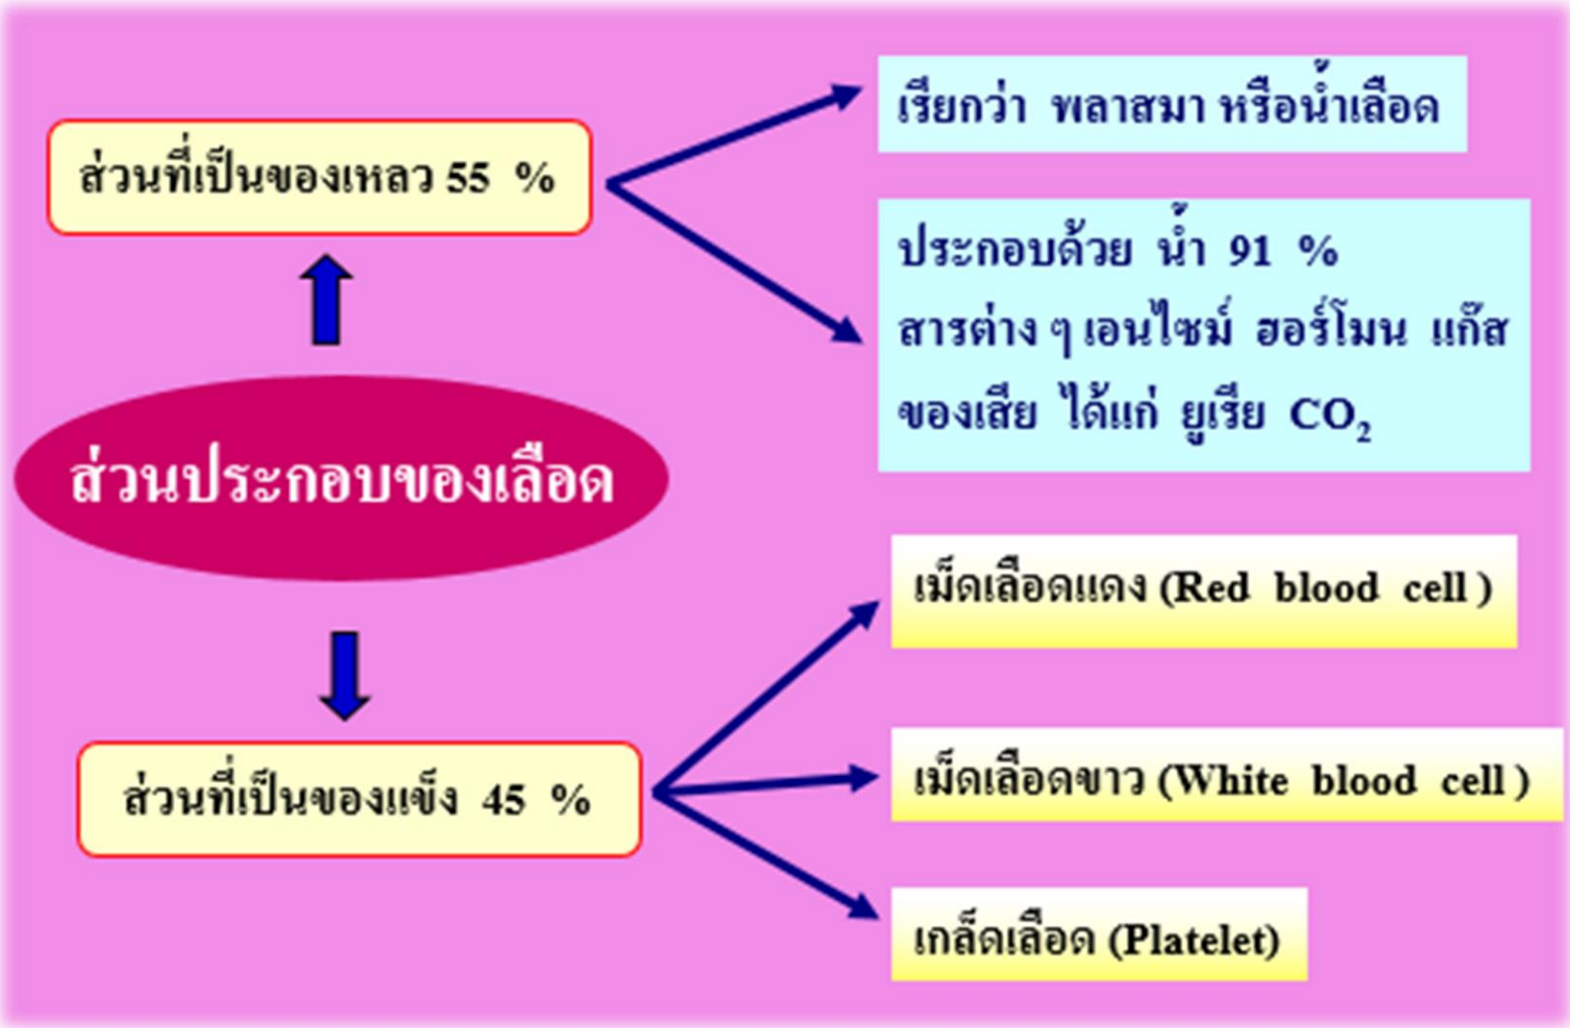 ส่วนที่เป็นของเหลว 55 %
เรียกว่า พลาสมา หรือน้ำเลือด
ประกอบด้วย น้ำ 91 %
สารต่าง ๆ เอนไซม์ ฮอร์โมน แก๊ส
ของเสีย ได้แก่ ยูเรีย CO₂
ส่วนประกอบของเลือด
ส่วนที่เป็นของแข็ง 45 %
เม็ดเลือดแดง (Red blood cell )
เม็ดเลือดขาว (White blood cell )
เกล็ดเลือด (Platelet)